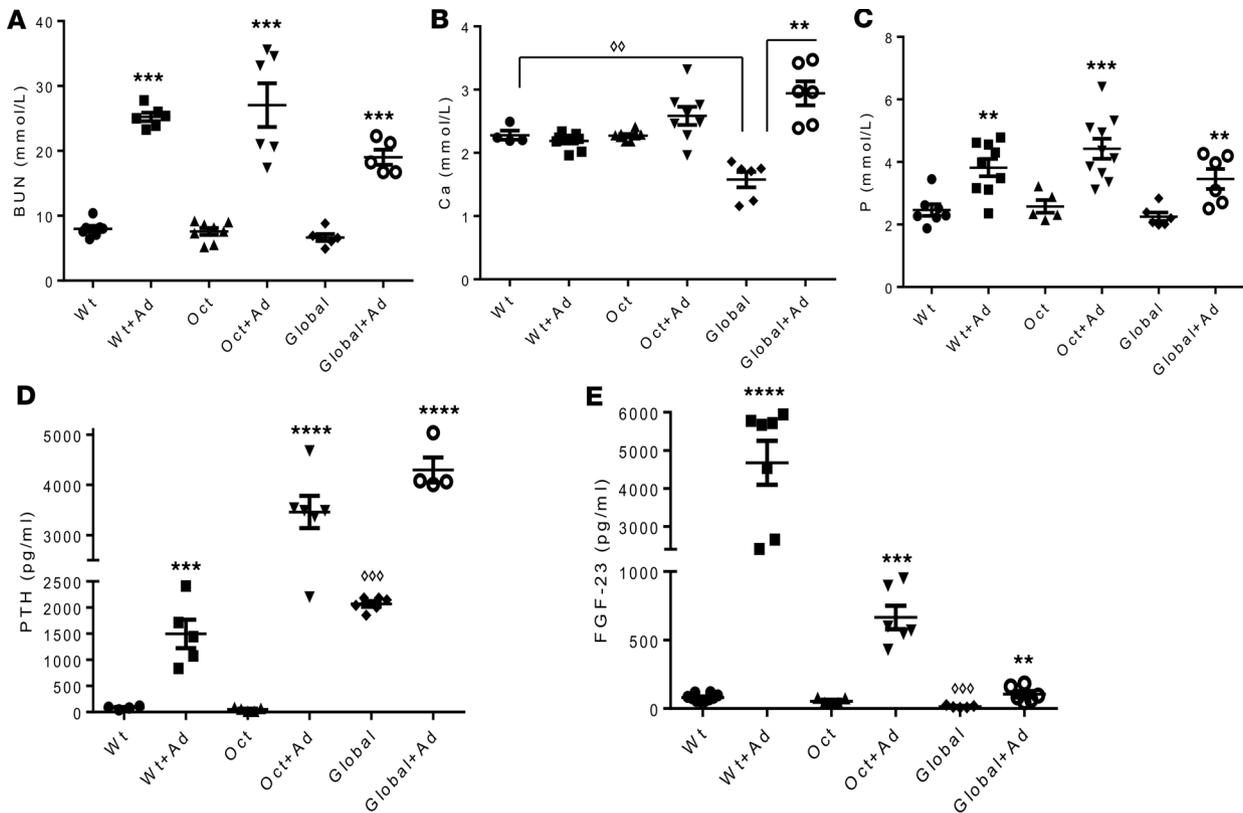 A
BUN (mmol/L)
40
30
20
10
0
***
***
***
Wt
Wt+Ad
Oct
Oct+Ad
Global
Global+Ad
B
Ca (mmol/L)
4
3
2
1
0
◊◊
**
Wt
Wt+Ad
Oct
Oct+Ad
Global
Global+Ad
C
P (mmol/L)
8
6
4
2
0
**
***
**
Wt
Wt+Ad
Oct
Oct+Ad
Global
Global+Ad
D
PTH (pg/ml)
5000
4000
3000
2500
2000
1500
1000
500
0
***
****
◊◊◊
****
Wt
Wt+Ad
Oct
Oct+Ad
Global
Global+Ad
E
FGF-23 (pg/ml)
6000
5000
4000
3000
1000
500
0
****
***
◊◊◊
**
Wt
Wt+Ad
Oct
Oct+Ad
Global
Global+Ad